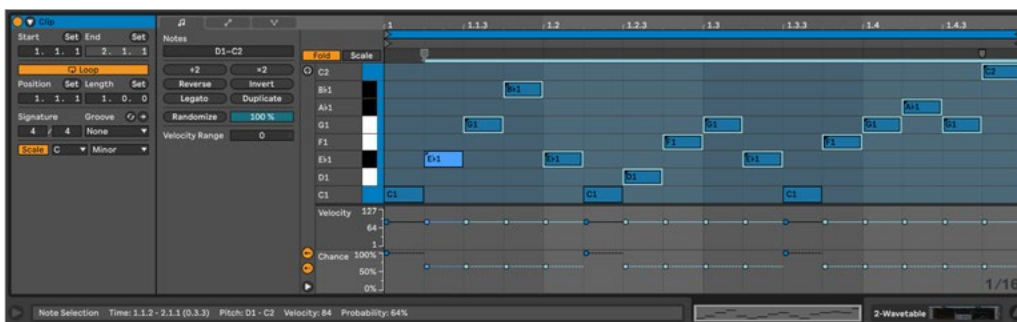 Clip
Start Set End Set
1. 1. 1 2. 1. 1
Loop
Position Set Length Set
1. 1. 1 1. 0. 0
Signature Groove
4 / 4 None
Scale C Minor
Notes
D1-C2
÷2 ×2
Reverse Invert
Legato Duplicate
Randomize 100 %
Velocity Range 0
1 1.1.3 1.2 1.2.3 1.3 1.3.3 1.4 1.4.3
Fold Scale
C2 C2
B♭1 B♭1
A♭1 A♭1
G1 G1 G1 G1 G1
F1 F1 F1
E♭1 E♭1 E♭1 E♭1
D1 D1
C1 C1 C1 C1
Velocity 127
64
1
Chance 100%
50%
0%
1/16
Note Selection Time: 1.1.2 - 2.1.1 (0.3.3) Pitch: D1 - C2 Velocity: 84 Probability: 64%
2-Wavetable